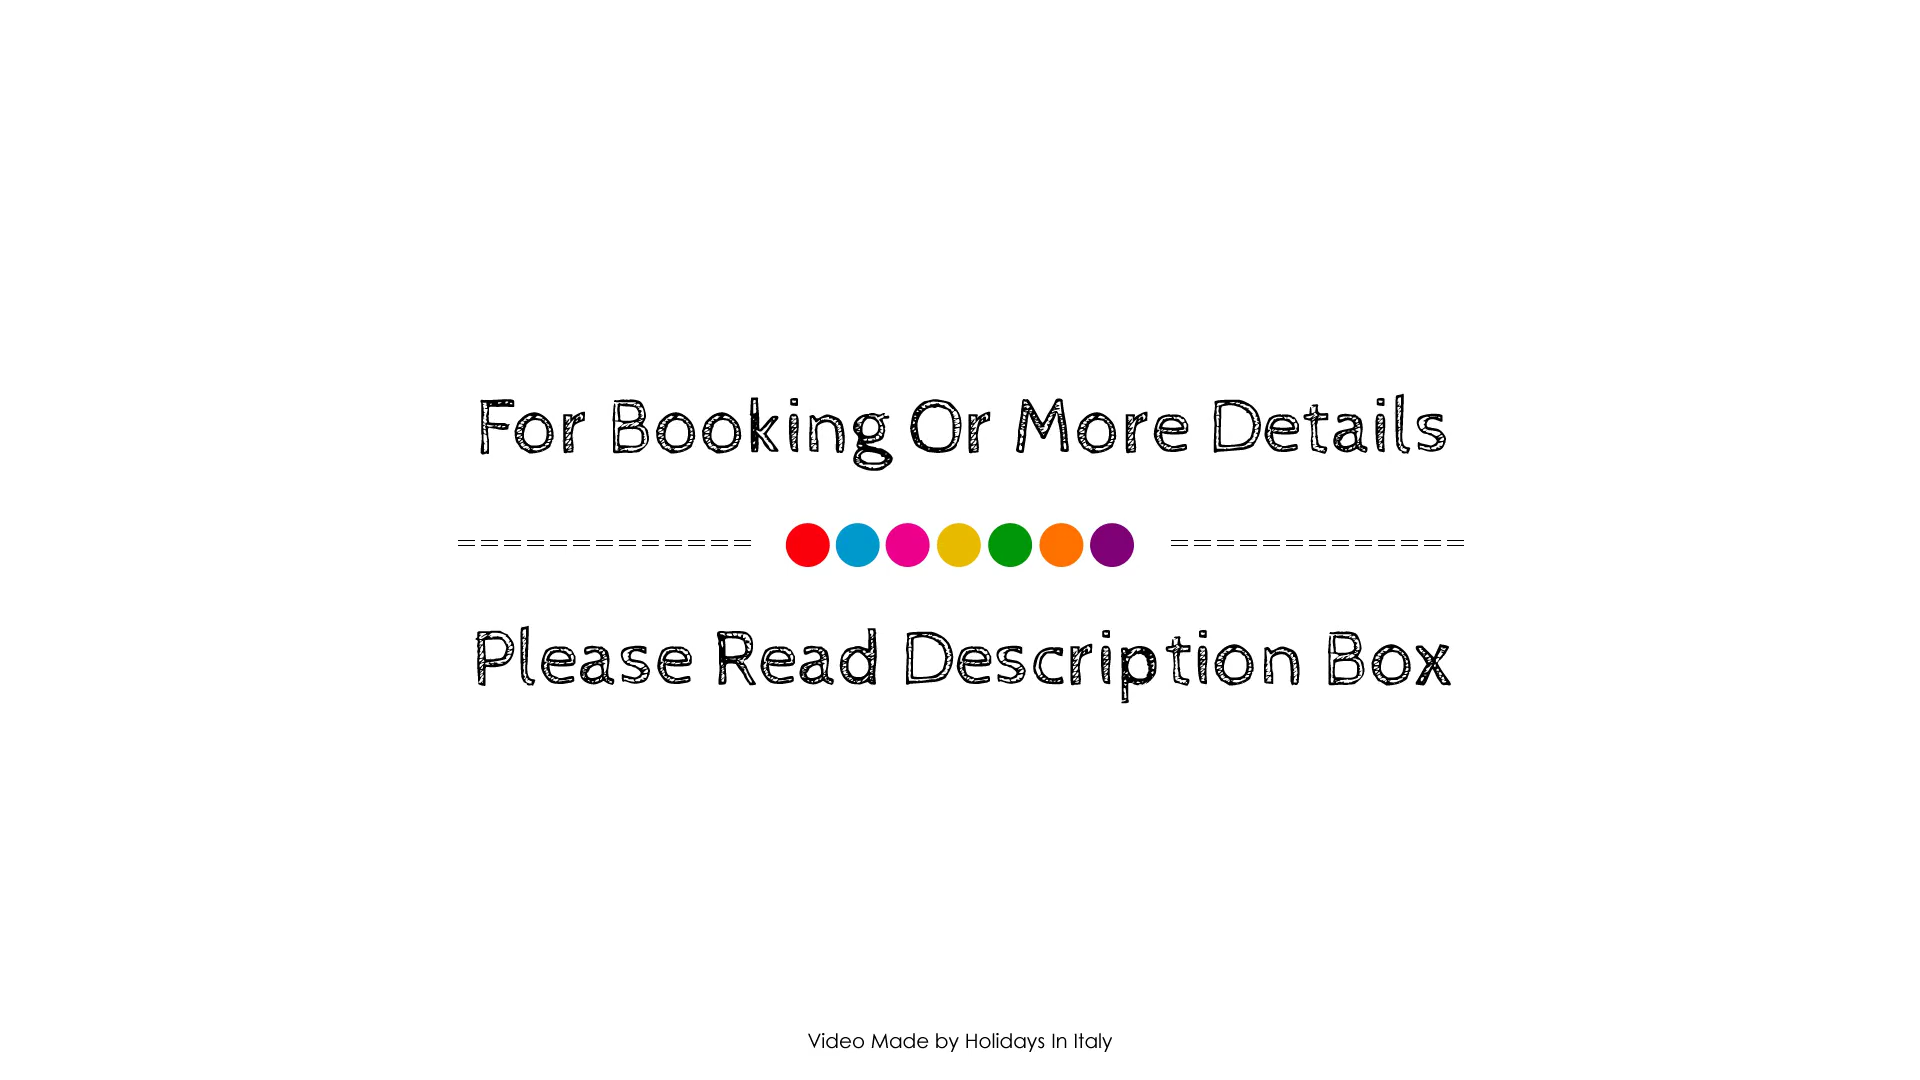 For Booking Or More Details
============= =============
Please Read Description Box
Video Made by Holidays In Italy